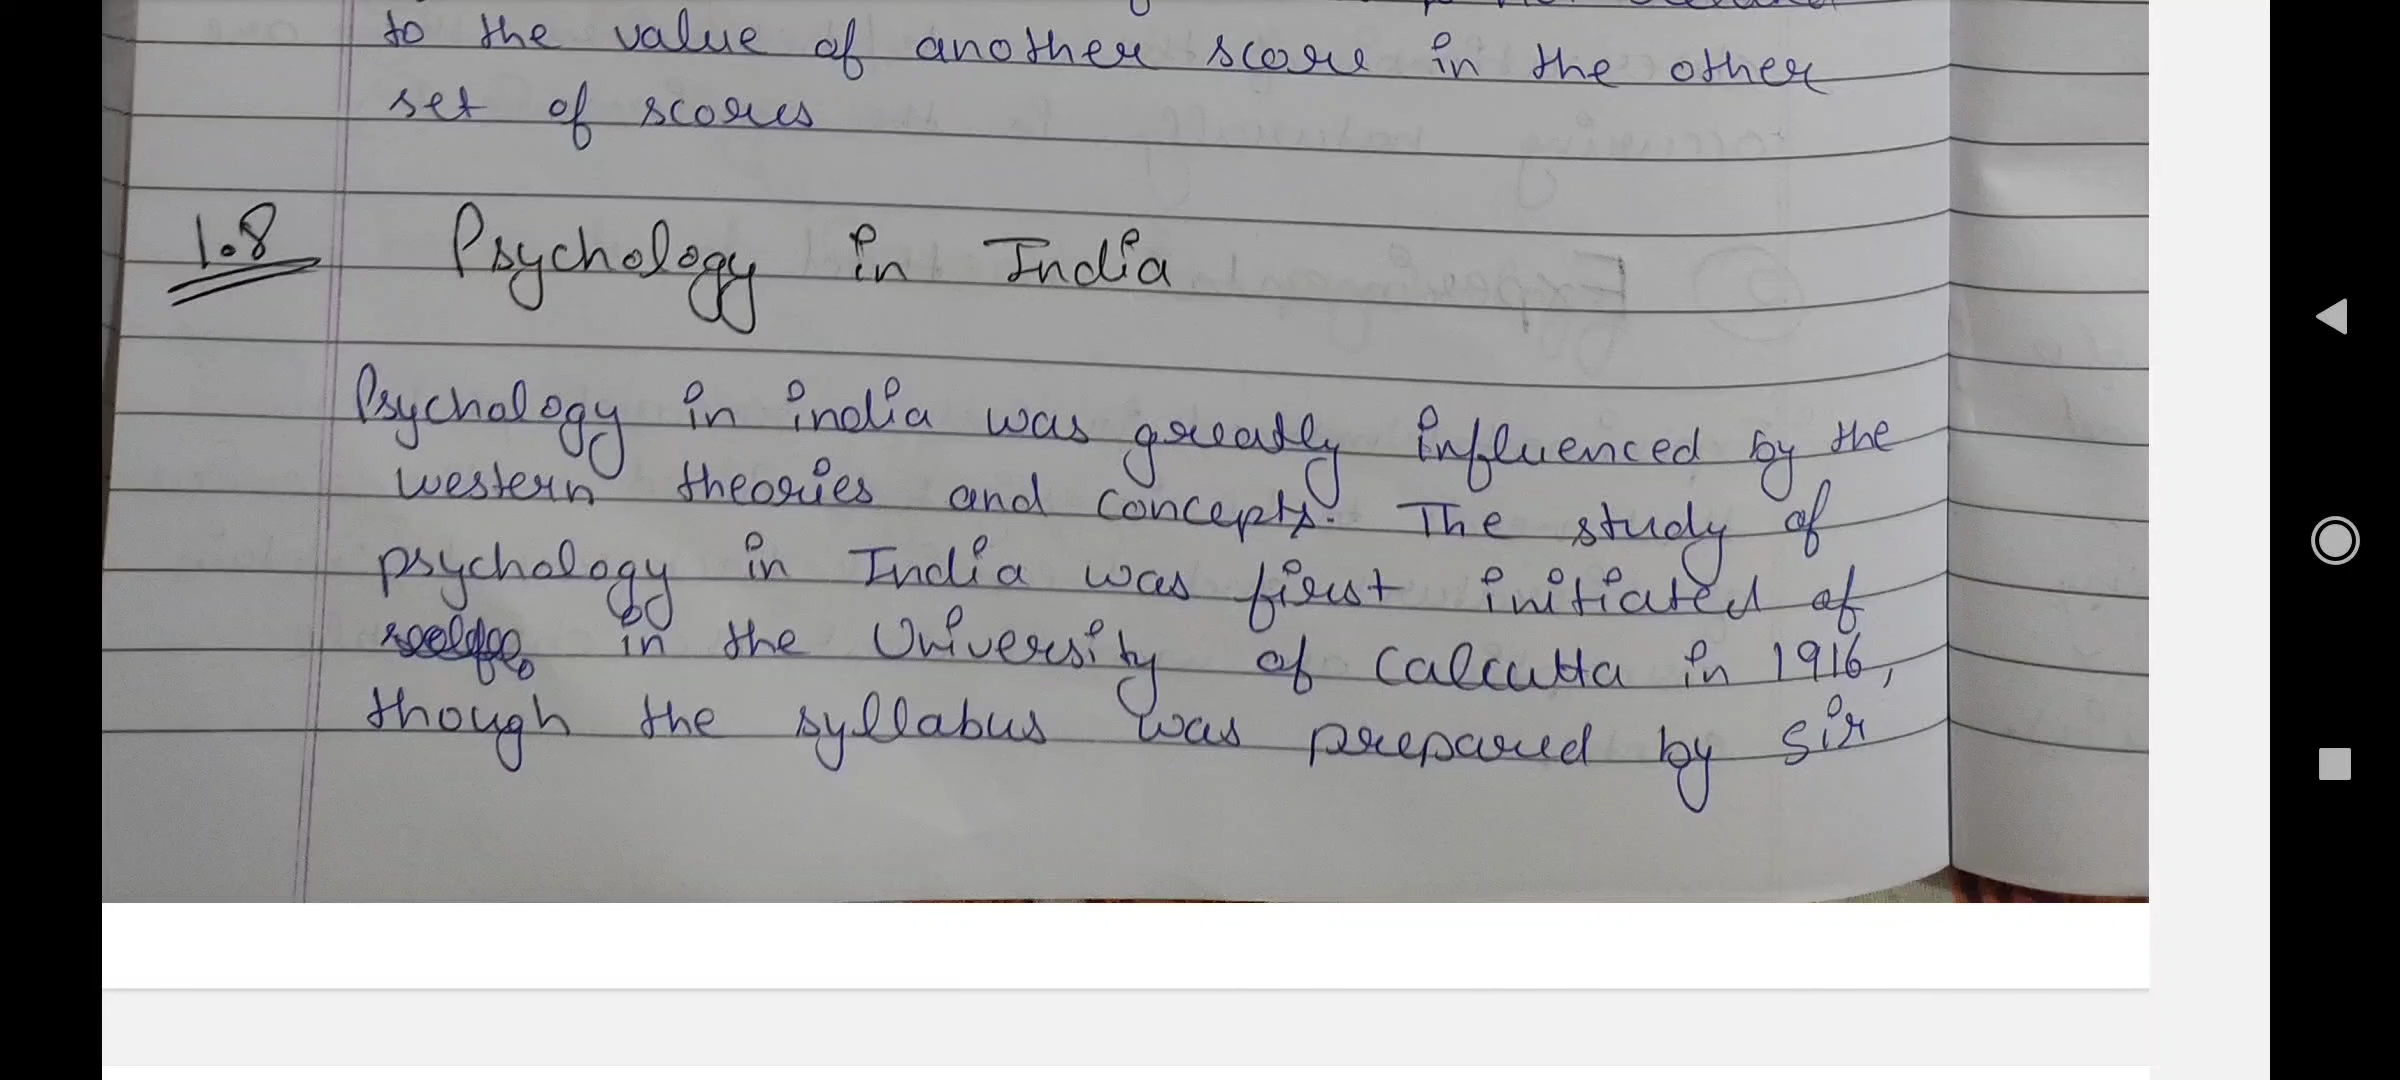 to the value of another score in the other
set of scores
1.8 Psychology in India
Psychology in india was greatly influenced by the
western theories and concepts. The study of
psychology in India was first initiated of
in the University of Calcutta in 1916,
though the syllabus was prepared by Sir